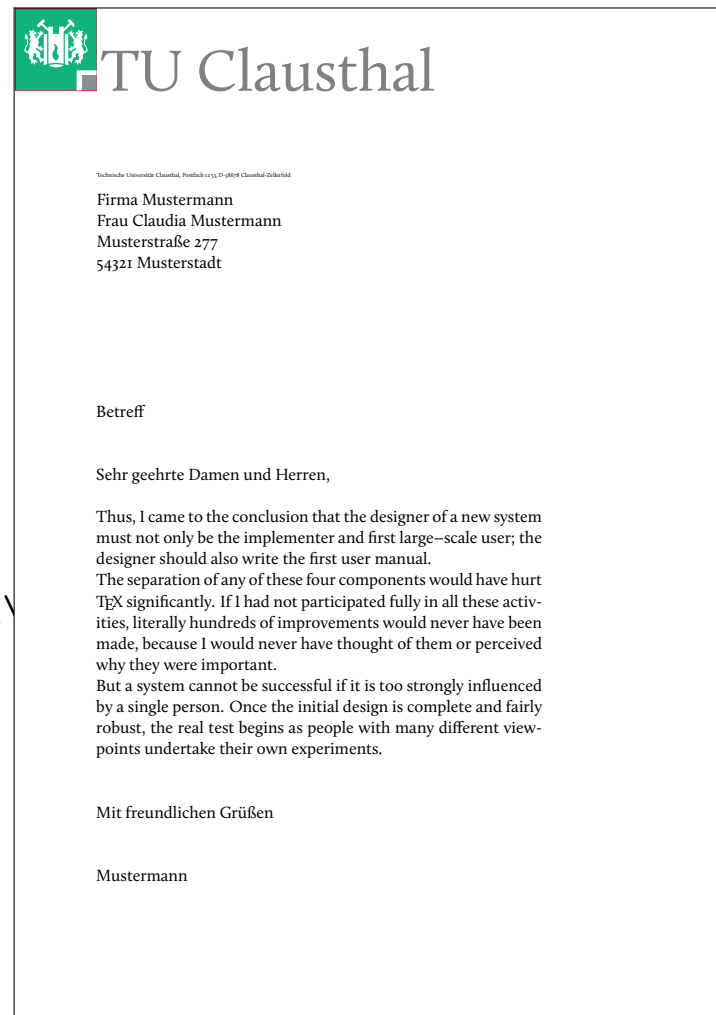 TU Clausthal
Technische Universität Clausthal, Postfach 1253, D-38678 Clausthal-Zellerfeld
Firma Mustermann
Frau Claudia Mustermann
Musterstraße 277
54321 Musterstadt
Betreff
Sehr geehrte Damen und Herren,
Thus, I came to the conclusion that the designer of a new system
must not only be the implementer and first large–scale user; the
designer should also write the first user manual.
The separation of any of these four components would have hurt
TEX significantly. If I had not participated fully in all these activ-
ities, literally hundreds of improvements would never have been
made, because I would never have thought of them or perceived
why they were important.
But a system cannot be successful if it is too strongly influenced
by a single person. Once the initial design is complete and fairly
robust, the real test begins as people with many different view-
points undertake their own experiments.
Mit freundlichen Grüßen
Mustermann